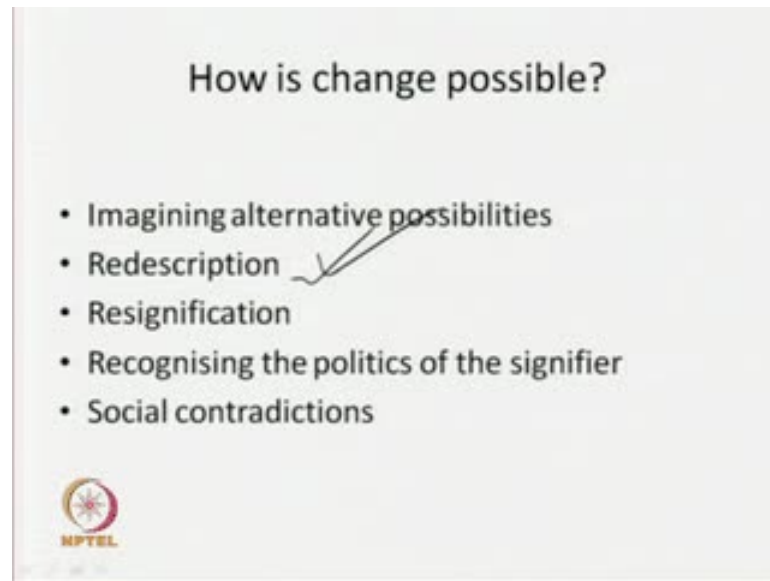 How is change possible?
• Imagining alternative possibilities
• Redescription
• Resignification
• Recognising the politics of the signifier
• Social contradictions
NPTEL